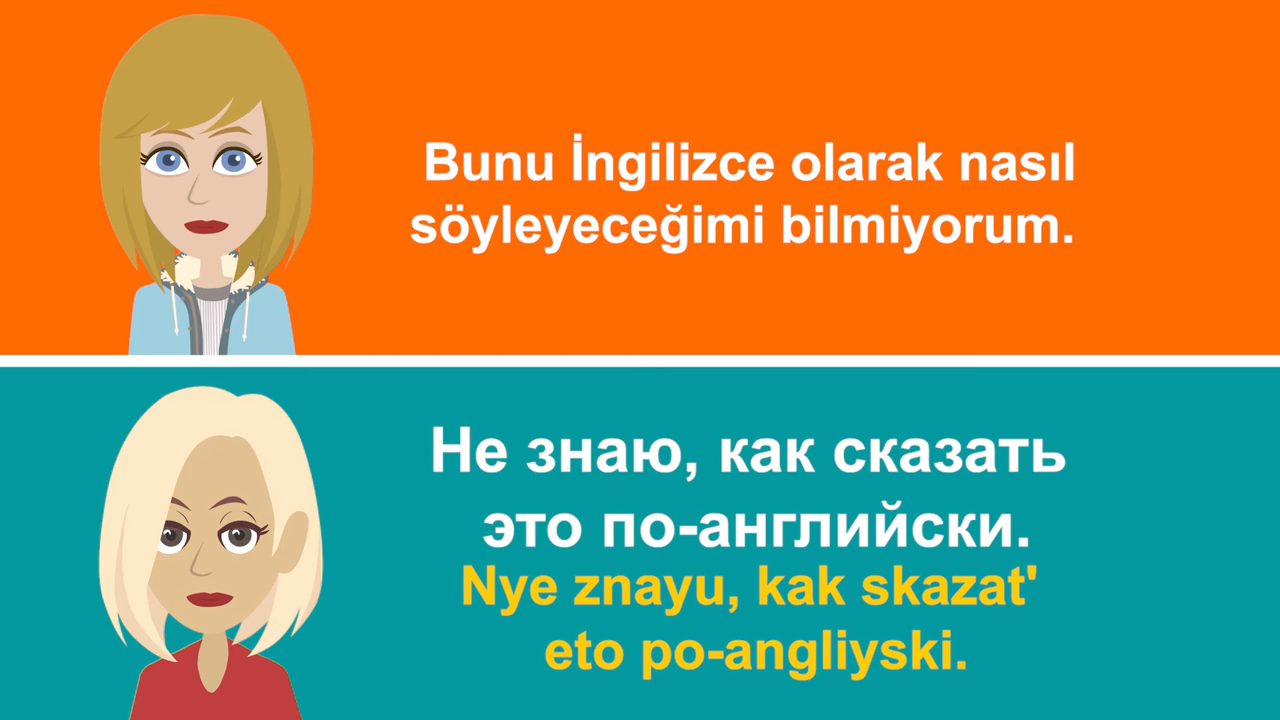 Bunu İngilizce olarak nasıl
söyleyeceğimi bilmiyorum.
Не знаю, как сказать
это по-английски.
Nye znayu, kak skazat'
eto po-angliyski.